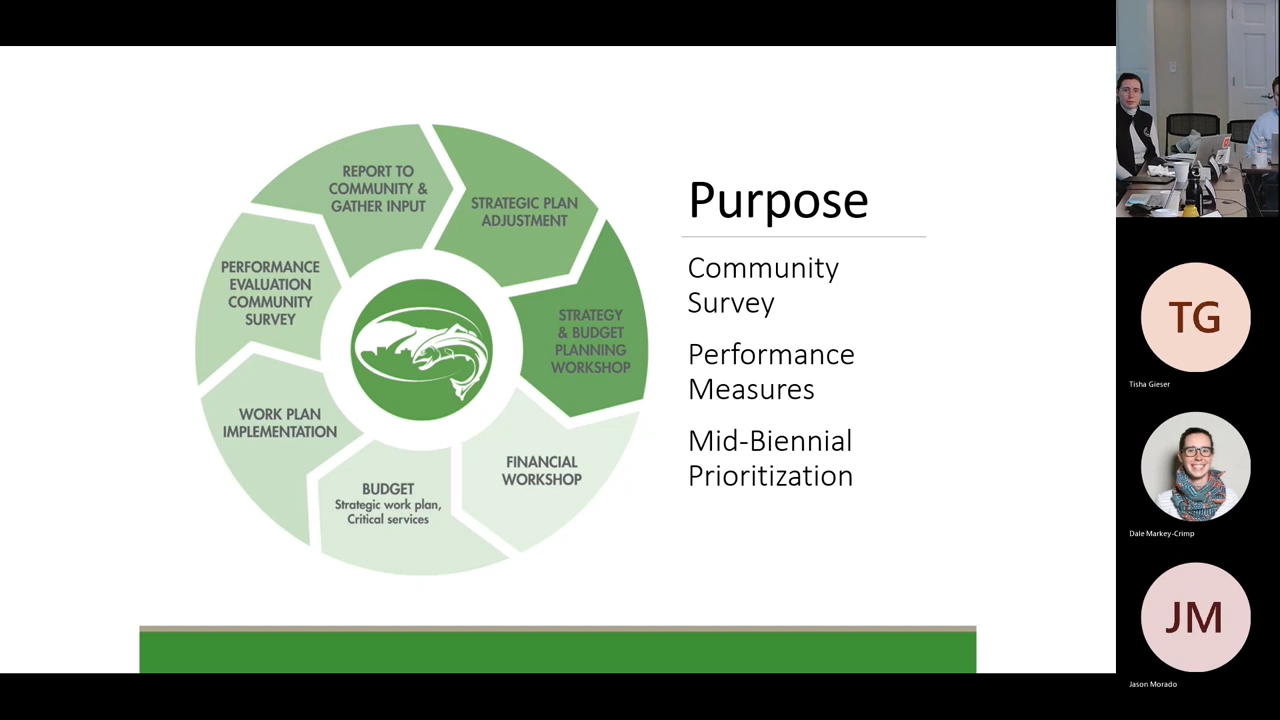 REPORT TO
COMMUNITY &
GATHER INPUT
STRATEGIC PLAN
ADJUSTMENT
PERFORMANCE
EVALUATION
COMMUNITY
SURVEY
STRATEGY
& BUDGET
PLANNING
WORKSHOP
WORK PLAN
IMPLEMENTATION
FINANCIAL
WORKSHOP
BUDGET
Strategic work plan,
Critical services
Purpose
Community
Survey
Performance
Measures
Mid-Biennial
Prioritization
TG
Tisha Gieser
Dale Markey-Crimp
JM
Jason Morado